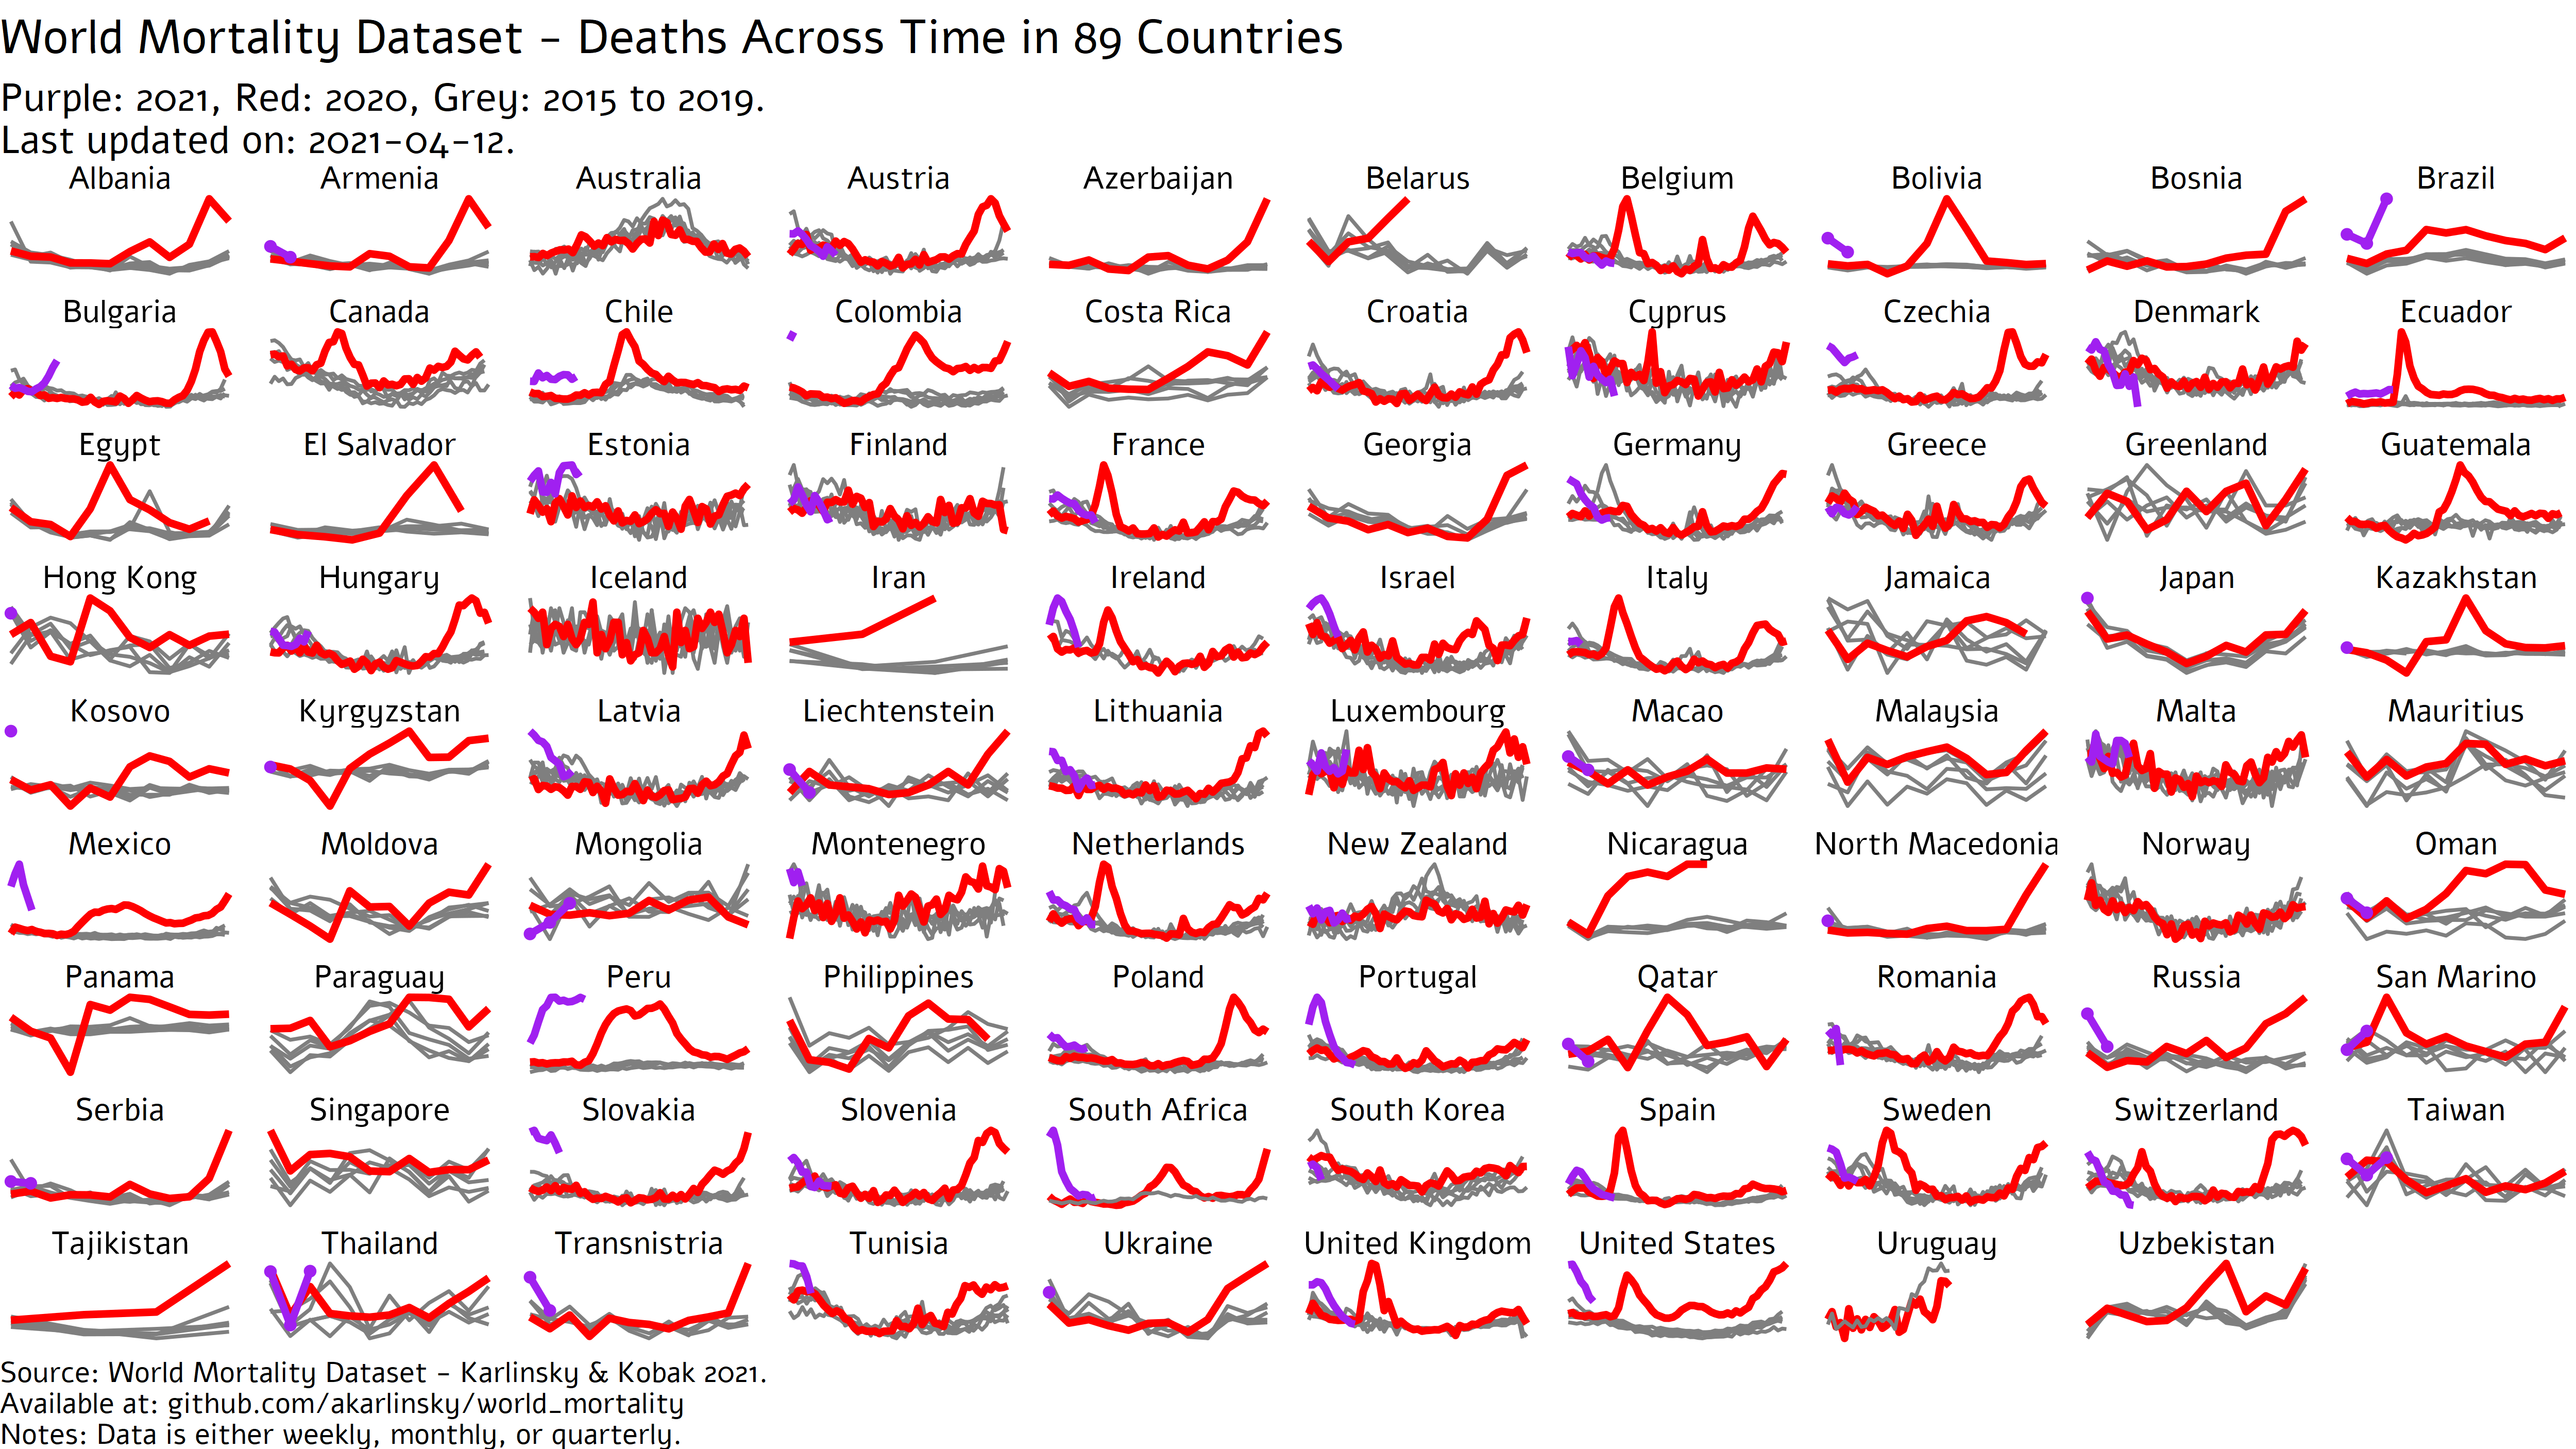 World Mortality Dataset - Deaths Across Time in 89 Countries
Purple: 2021, Red: 2020, Grey: 2015 to 2019.
Last updated on: 2021-04-12.
Albania Armenia Australia Austria Azerbaijan Belarus Belgium Bolivia Bosnia Brazil
Bulgaria Canada Chile Colombia Costa Rica Croatia Cyprus Czechia Denmark Ecuador
Egypt El Salvador Estonia Finland France Georgia Germany Greece Greenland Guatemala
Hong Kong Hungary Iceland Iran Ireland Israel Italy Jamaica Japan Kazakhstan
Kosovo Kyrgyzstan Latvia Liechtenstein Lithuania Luxembourg Macao Malaysia Malta Mauritius
Mexico Moldova Mongolia Montenegro Netherlands New Zealand Nicaragua North Macedonia Norway Oman
Panama Paraguay Peru Philippines Poland Portugal Qatar Romania Russia San Marino
Serbia Singapore Slovakia Slovenia South Africa South Korea Spain Sweden Switzerland Taiwan
Tajikistan Thailand Transnistria Tunisia Ukraine United Kingdom United States Uruguay Uzbekistan
Source: World Mortality Dataset - Karlinsky & Kobak 2021.
Available at: github.com/akarlinsky/world_mortality
Notes: Data is either weekly, monthly, or quarterly.